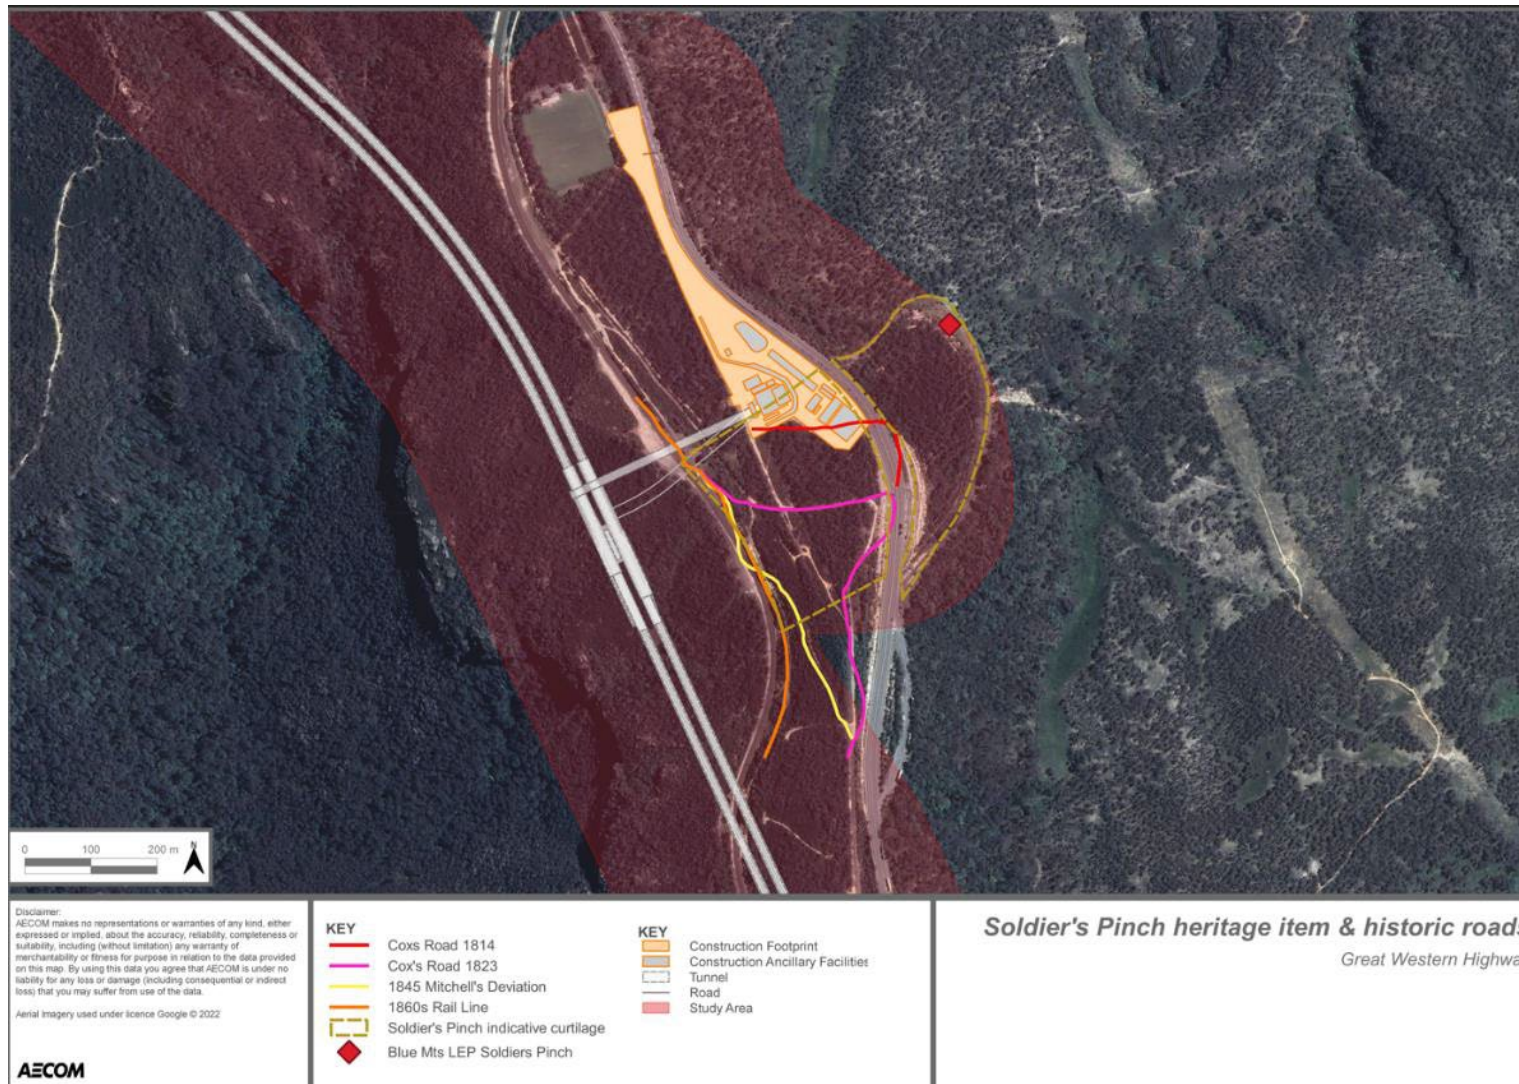 0 100 200 m
N
Disclaimer:
AECOM makes no representations or warranties of any kind, either
expressed or implied, about the accuracy, reliability, completeness or
suitability, including (without limitation) any warranty of
merchantability or fitness for purpose in relation to the data provided
on this map. By using this data you agree that AECOM is under no
liability for any loss or damage (including consequential or indirect
loss) that you may suffer from use of the data.
Aerial Imagery used under licence Google © 2022
AECOM
KEY
Coxs Road 1814
Cox's Road 1823
1845 Mitchell's Deviation
1860s Rail Line
Soldier's Pinch indicative curtilage
Blue Mts LEP Soldiers Pinch
KEY
Construction Footprint
Construction Ancillary Facilities
Tunnel
Road
Study Area
Soldier's Pinch heritage item & historic roads
Great Western Highwa